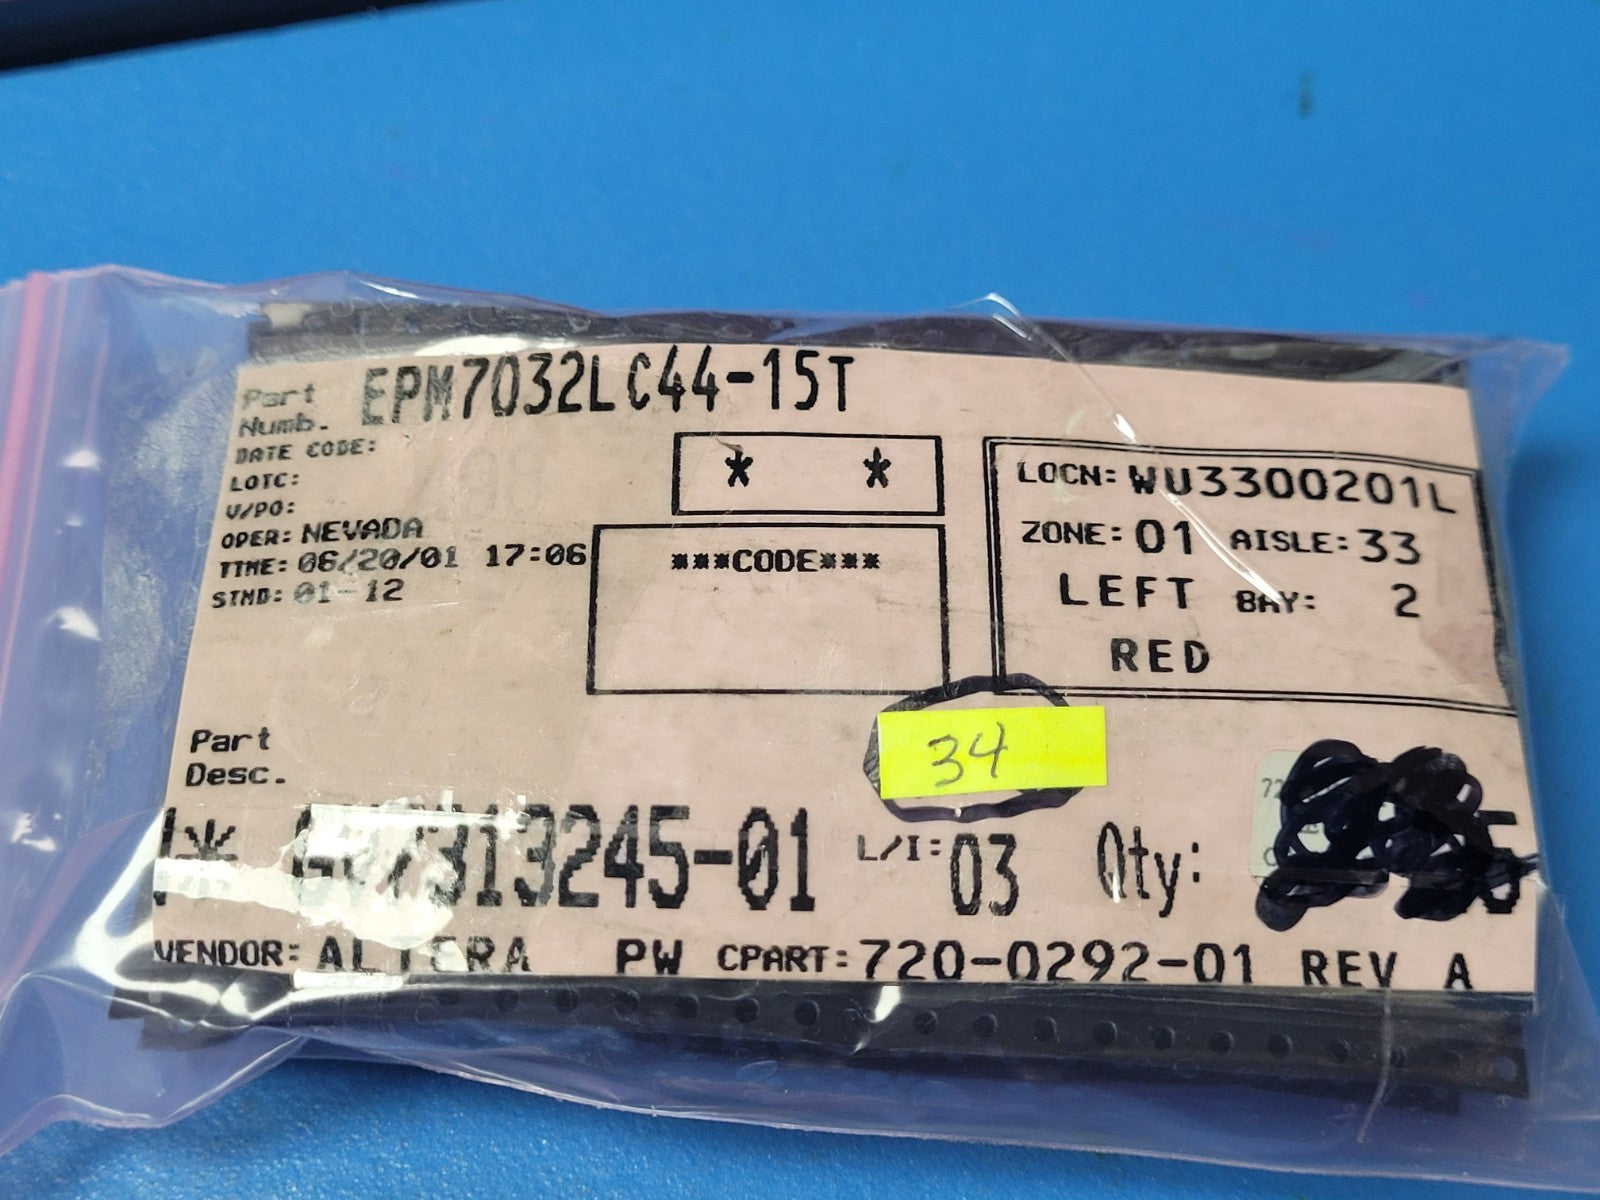 Part Numb. EPM7032LC44-15T
DATE CODE:
LOTC:
V/PO:
OPER: NEVADA
TIME: 06/20/01 17:06
STND: 01-12
* *
***CODE***
LOCN: WU3300201L
ZONE: 01 AISLE: 33
LEFT BAY: 2
RED
34
Part
Desc.
7313245-01 L/I: 03 Qty:
VENDOR: ALTERA PW CPART: 720-0292-01 REV A